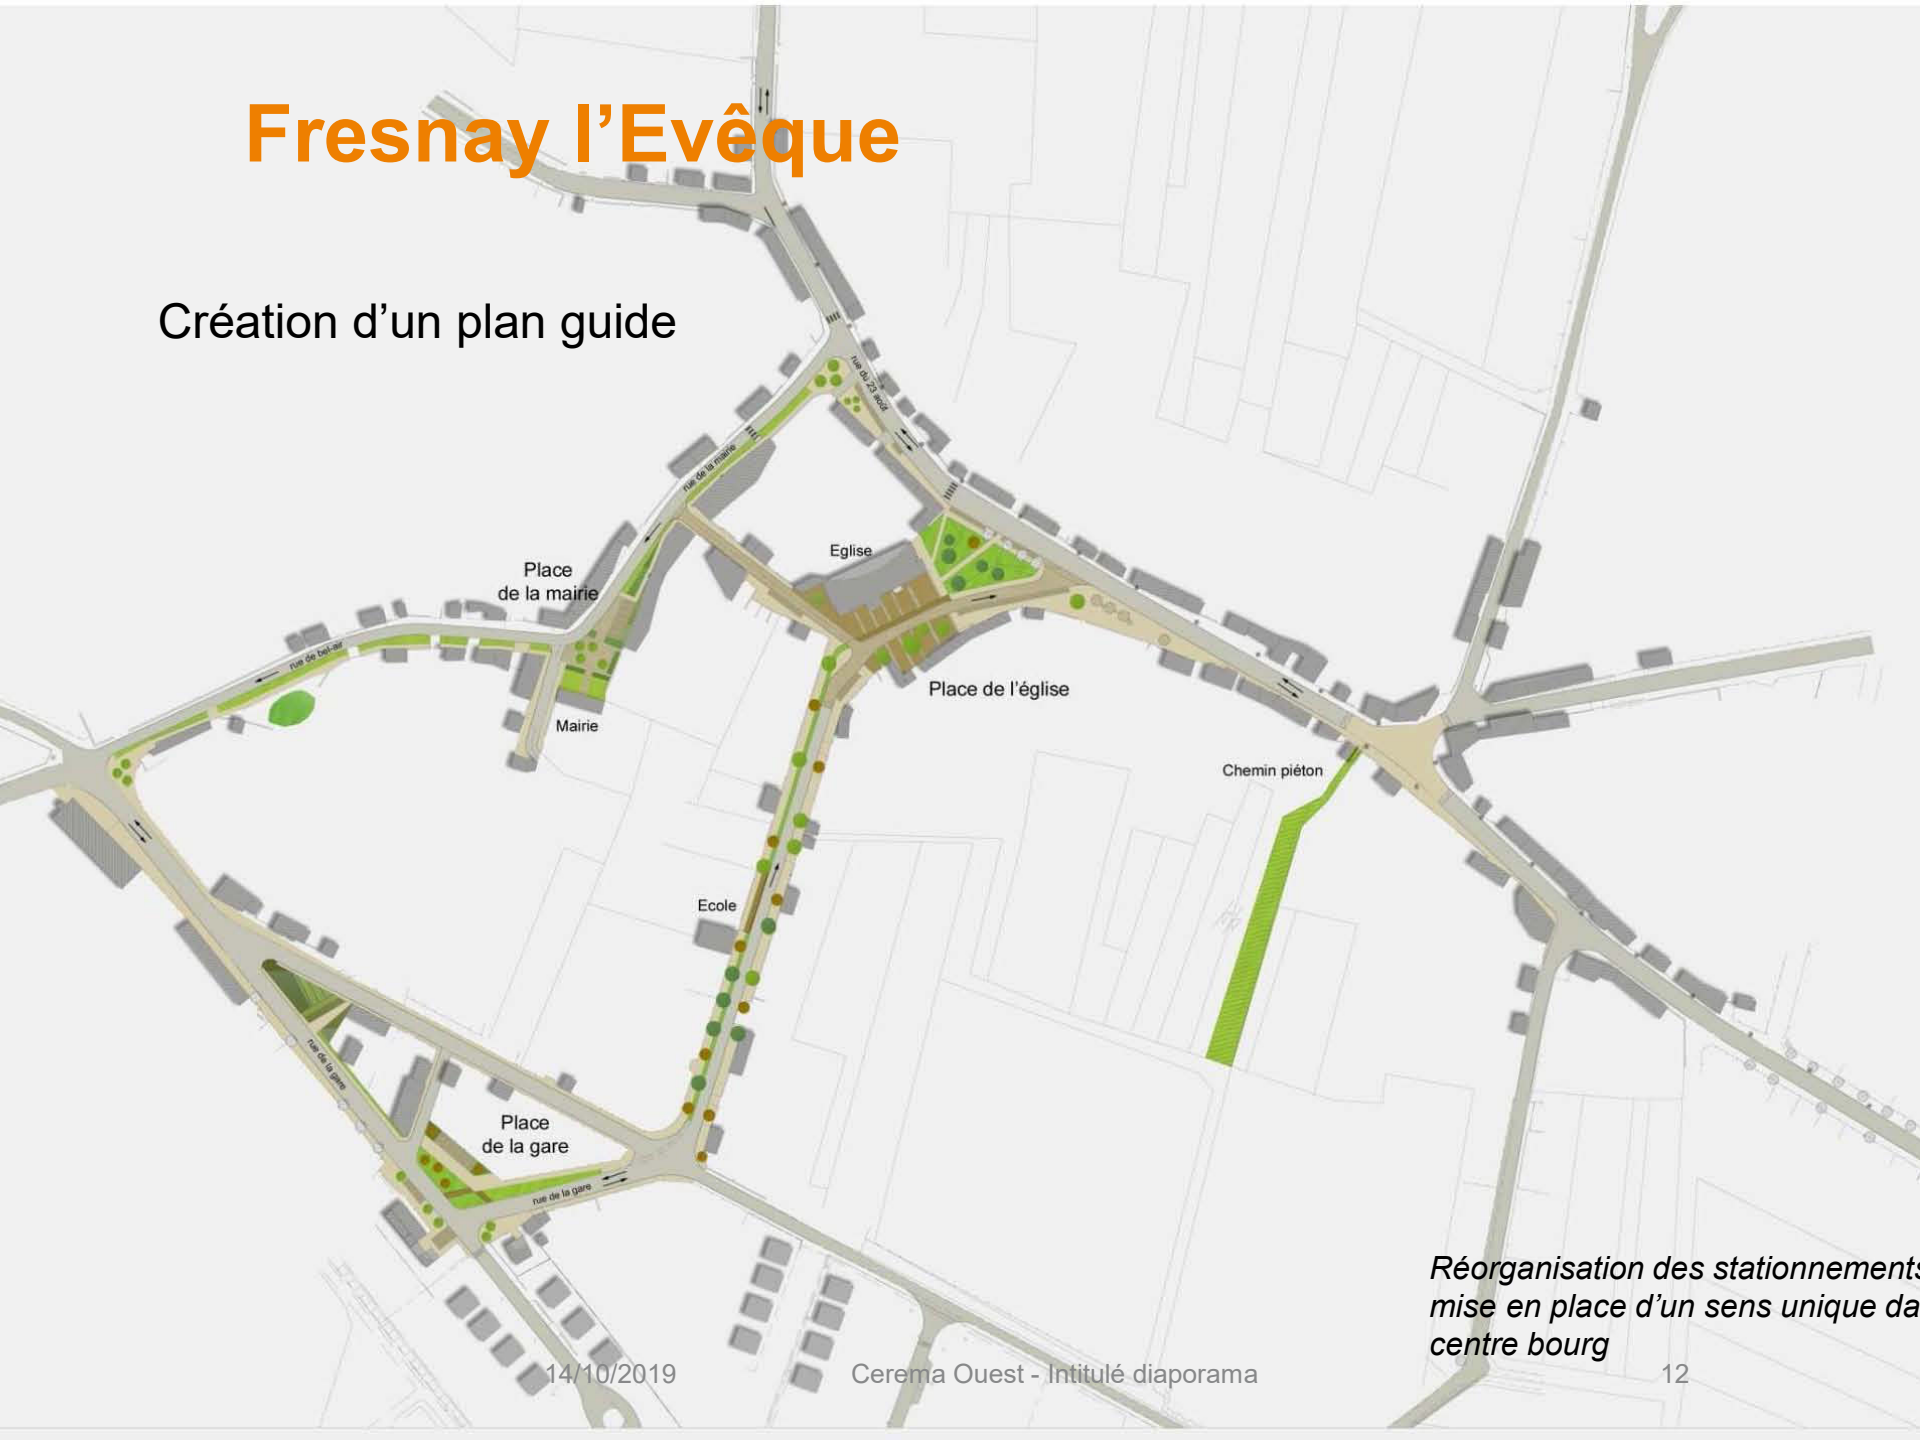 Fresnay l’Evêque
Création d’un plan guide
rue du 23 août
rue de la mairie
Eglise
Place
de la mairie
rue de bel-air
Place de l’église
Mairie
Chemin piéton
Ecole
rue de la gare
Place
de la gare
rue de la gare
Réorganisation des stationnements
mise en place d’un sens unique da
centre bourg
14/10/2019
Cerema Ouest - Intitulé diaporama
12